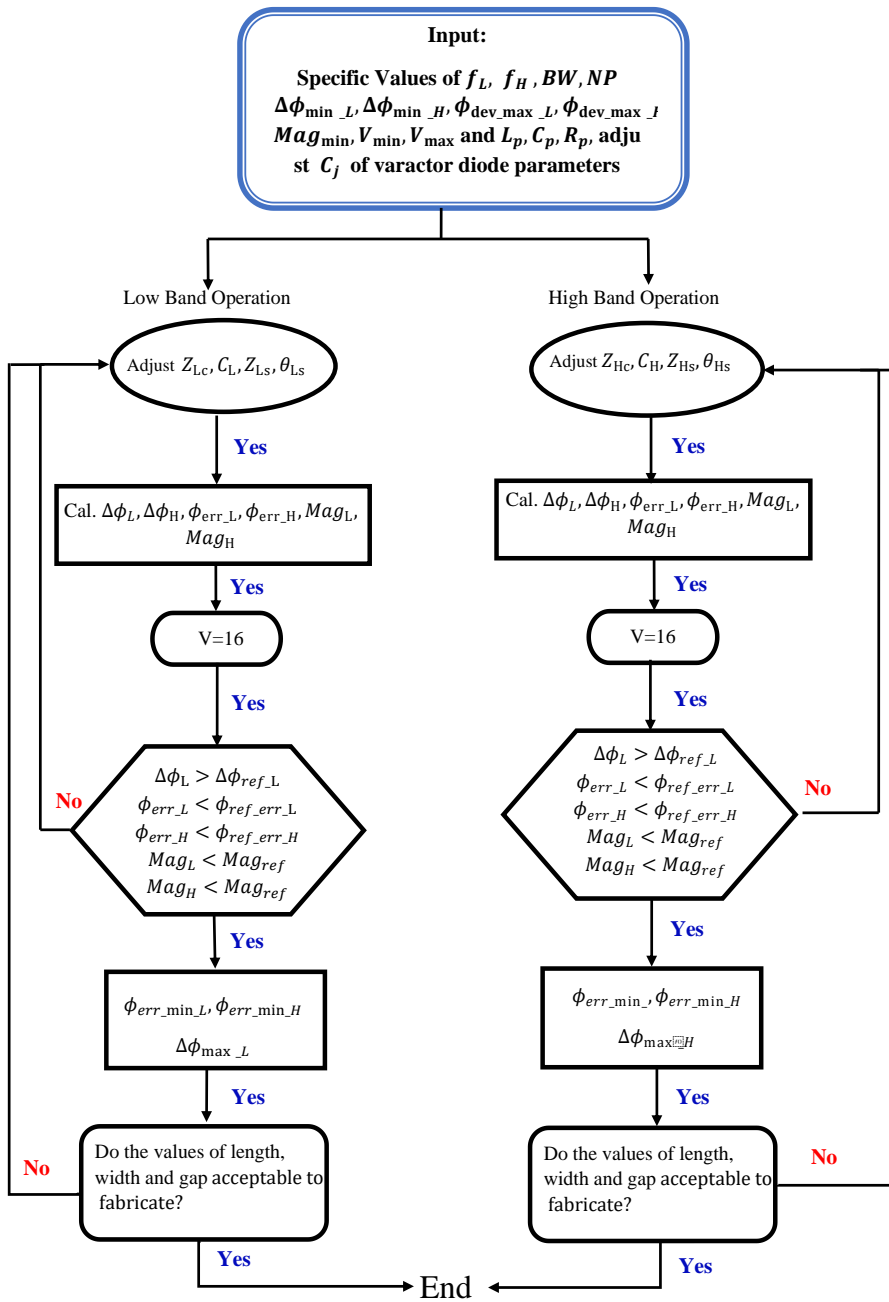 Input:
Specific Values of f_L, f_H, BW, NP
Δϕ_min_L, Δϕ_min_H, ϕ_dev_max_L, ϕ_dev_max_H
Mag_min, V_min, V_max and L_p, C_p, R_p, adju
st C_j of varactor diode parameters
Low Band Operation
Adjust Z_Lc, C_L, Z_Ls, θ_Ls
Yes
Cal. Δϕ_L, Δϕ_H, ϕ_err_L, ϕ_err_H, Mag_L,
Mag_H
Yes
V=16
Yes
Δϕ_L > Δϕ_ref_L
ϕ_err_L < ϕ_ref_err_L
ϕ_err_H < ϕ_ref_err_H
Mag_L < Mag_ref
Mag_H < Mag_ref
No
Yes
ϕ_err_min_L, ϕ_err_min_H
Δϕ_max_L
Yes
Do the values of length,
width and gap acceptable to
fabricate?
No
Yes
High Band Operation
Adjust Z_Hc, C_H, Z_Hs, θ_Hs
Yes
Cal. Δϕ_L, Δϕ_H, ϕ_err_L, ϕ_err_H, Mag_L,
Mag_H
Yes
V=16
Yes
Δϕ_L > Δϕ_ref_L
ϕ_err_L < ϕ_ref_err_L
ϕ_err_H < ϕ_ref_err_H
Mag_L < Mag_ref
Mag_H < Mag_ref
No
Yes
ϕ_err_min_, ϕ_err_min_H
Δϕ_max_H
Yes
Do the values of length,
width and gap acceptable to
fabricate?
No
Yes
End